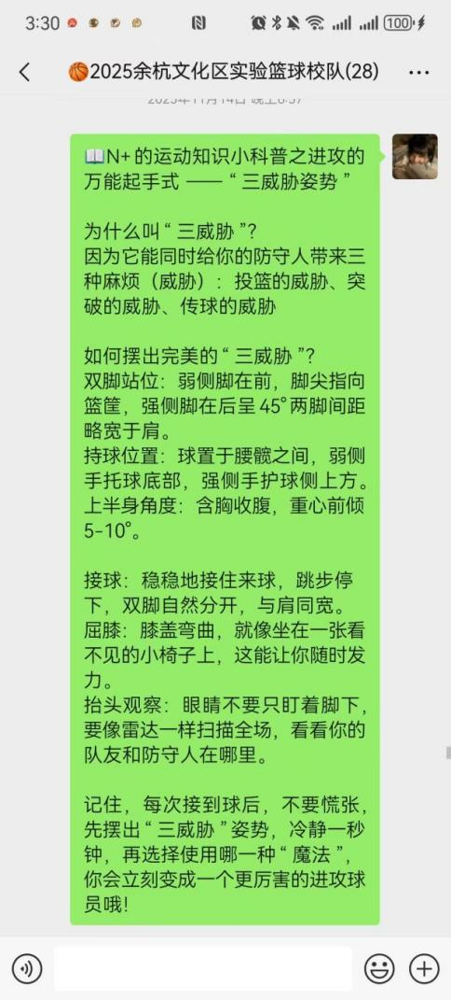 3:30
100
🏀2025余杭文化区实验篮球校队(28)
2025年11月14日 晚上6:57
📖N+的运动知识小科普之进攻的
万能起手式 ——“三威胁姿势”
为什么叫“三威胁”?
因为它能同时给你的防守人带来三
种麻烦（威胁）：投篮的威胁、突
破的威胁、传球的威胁
如何摆出完美的“三威胁”?
双脚站位：弱侧脚在前，脚尖指向
篮筐，强侧脚在后呈45°两脚间距
略宽于肩。
持球位置：球置于腰髋之间，弱侧
手托球底部，强侧手护球侧上方。
上半身角度：含胸收腹，重心前倾
5-10°。
接球：稳稳地接住来球，跳步停
下，双脚自然分开，与肩同宽。
屈膝：膝盖弯曲，就像坐在一张看
不见的小椅子上，这能让你随时发
力。
抬头观察：眼睛不要只盯着脚下，
要像雷达一样扫描全场，看看你的
队友和防守人在哪里。
记住，每次接到球后，不要慌张，
先摆出“三威胁”姿势，冷静一秒
钟，再选择使用哪一种“魔法”，
你会立刻变成一个更厉害的进攻球
员哦！